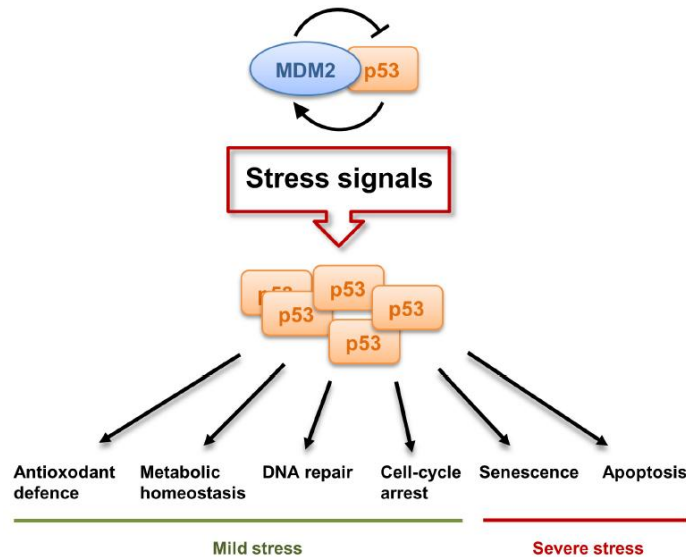 MDM2 p53
Stress signals
p53
p53
p53
p53
p53
Antioxodant Metabolic DNA repair Cell-cycle Senescence Apoptosis
defence homeostasis arrest
Mild stress Severe stress